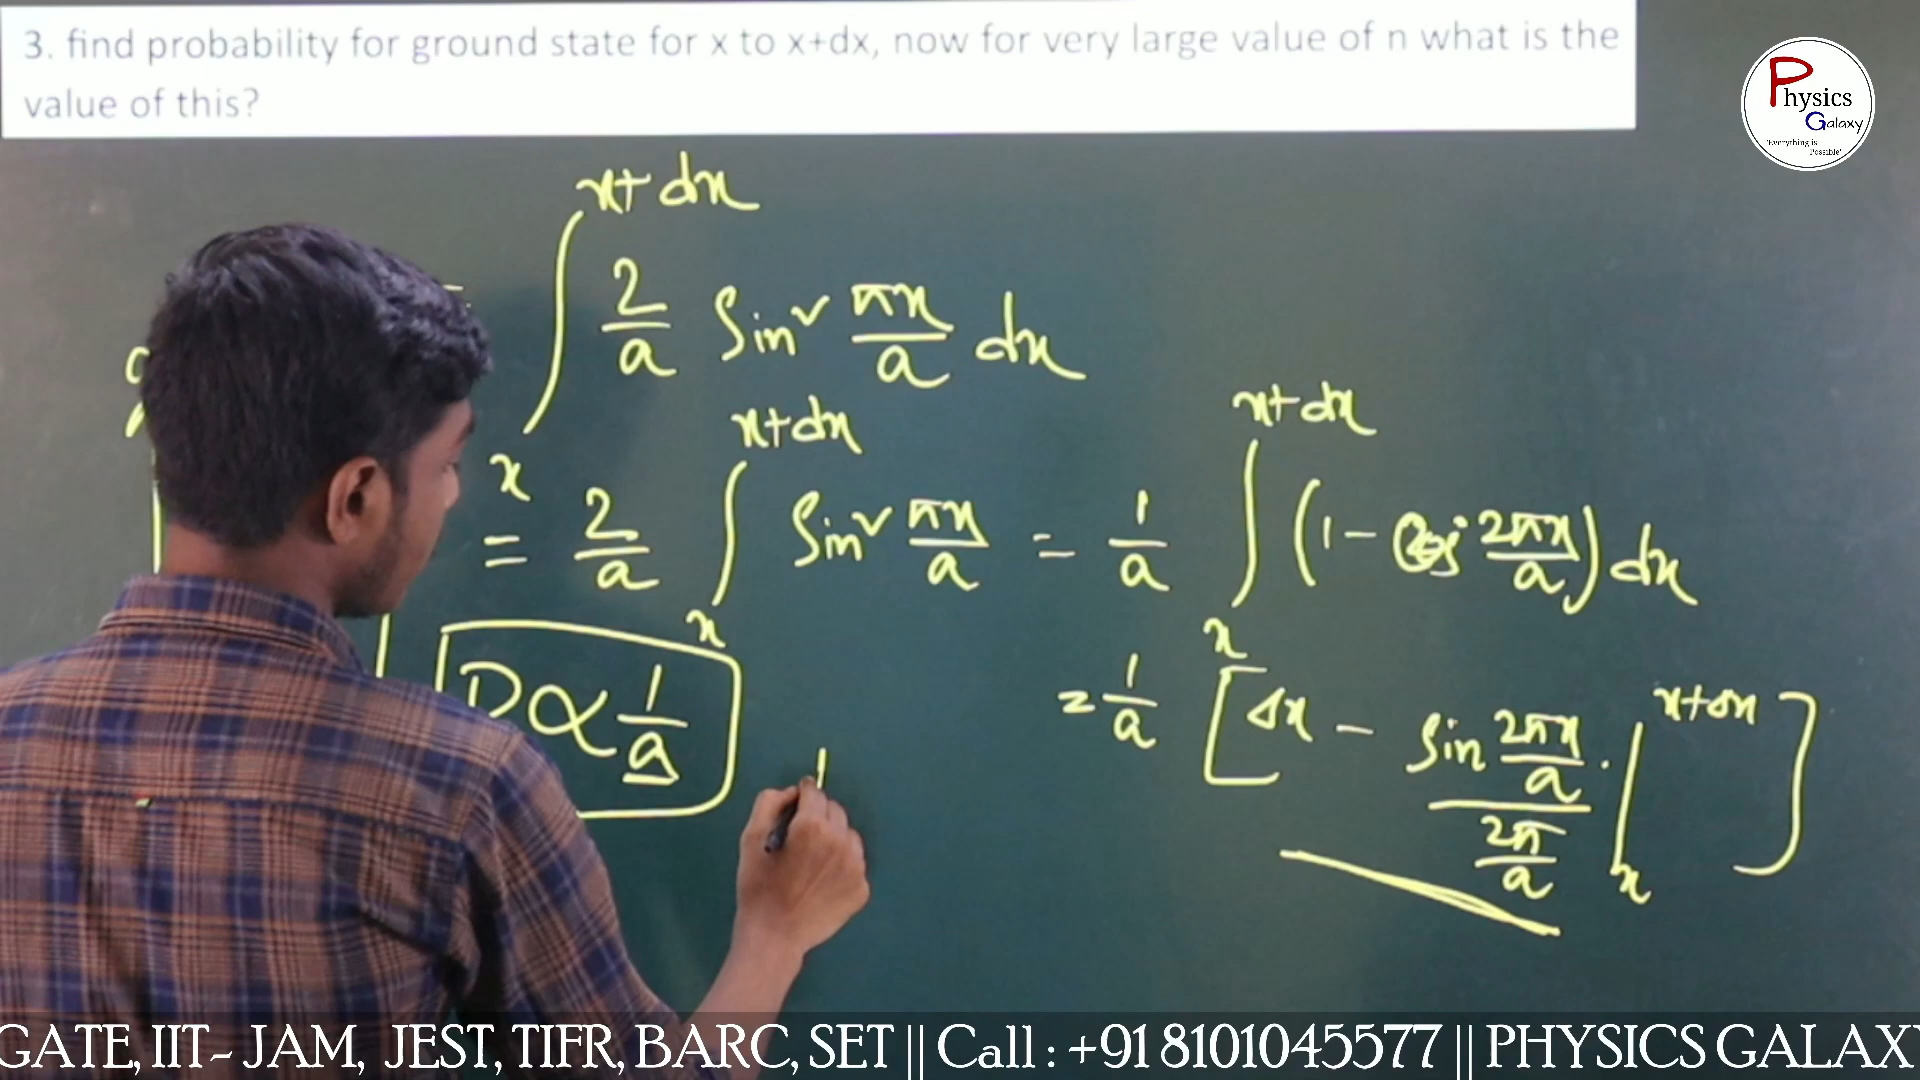 3. find probability for ground state for x to x+dx, now for very large value of n what is the
value of this?
Physics
Galaxy
'Everything is
Possible'
x+dx
∫ 2/a Sin² πx/a dx
x
x+dx
= 2/a ∫ Sin² πx/a
x
x+dx
= 1/a ∫ (1 - Cos 2πx/a) dx
x
= 1/a [Δx - Sin 2πx/a / 2π/a |
x+Δx
x
]
P ∝ 1/a
GATE, IIT- JAM, JEST, TIFR, BARC, SET || Call : +91 8101045577 || PHYSICS GALAXY